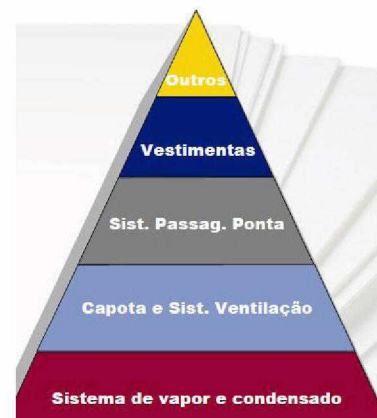 Outros
Vestimentas
Sist. Passag. Ponta
Capota e Sist. Ventilação
Sistema de vapor e condensado